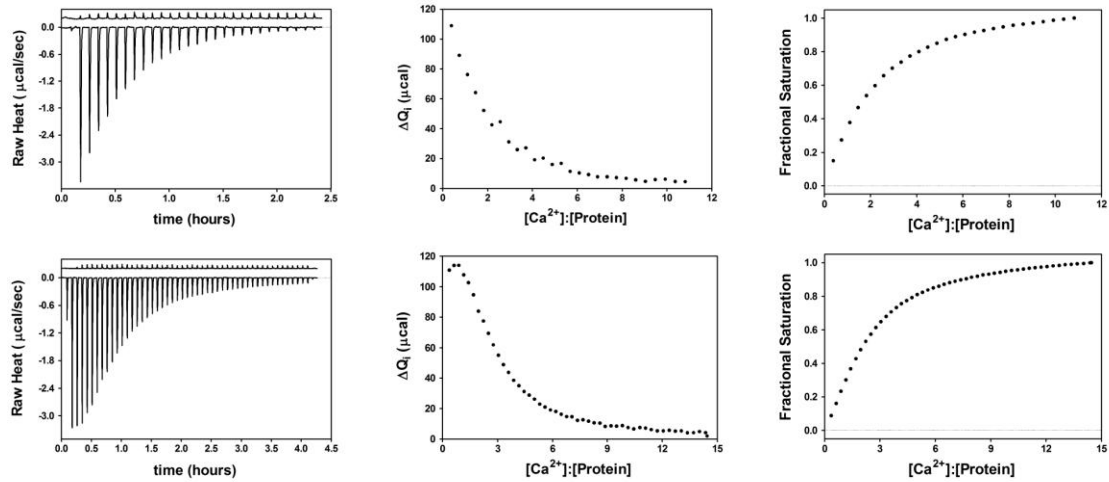 Raw Heat ( μcal/sec)
0.0
-0.6
-1.2
-1.8
-2.4
-3.0
0.0 0.5 1.0 1.5 2.0 2.5
time (hours)
ΔQi (μcal)
120
100
80
60
40
20
0
0 2 4 6 8 10 12
[Ca2+]:[Protein]
Fractional Saturation
1.0
0.8
0.6
0.4
0.2
0.0
0 2 4 6 8 10 12
[Ca2+]:[Protein]
Raw Heat ( μcal/sec)
0.0
-0.6
-1.2
-1.8
-2.4
-3.0
0.0 0.5 1.0 1.5 2.0 2.5 3.0 3.5 4.0 4.5
time (hours)
ΔQi (μcal)
120
100
80
60
40
20
0
0 3 6 9 12 15
[Ca2+]:[Protein]
Fractional Saturation
1.0
0.8
0.6
0.4
0.2
0.0
0 3 6 9 12 15
[Ca2+]:[Protein]